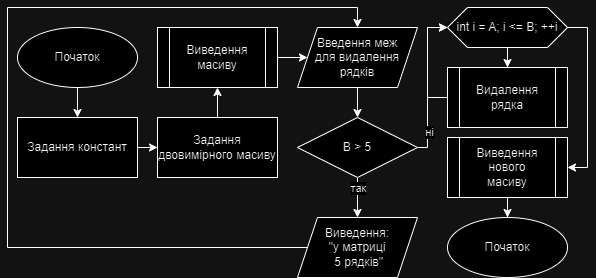 Початок
Задання констант
Задання
двовимірного масиву
Виведення
масиву
Введення меж
для видалення
рядків
B > 5
так
ні
Виведення:
"у матриці
5 рядків"
int i = A; i <= B; ++i
Видалення
рядка
Виведення
нового
масиву
Початок